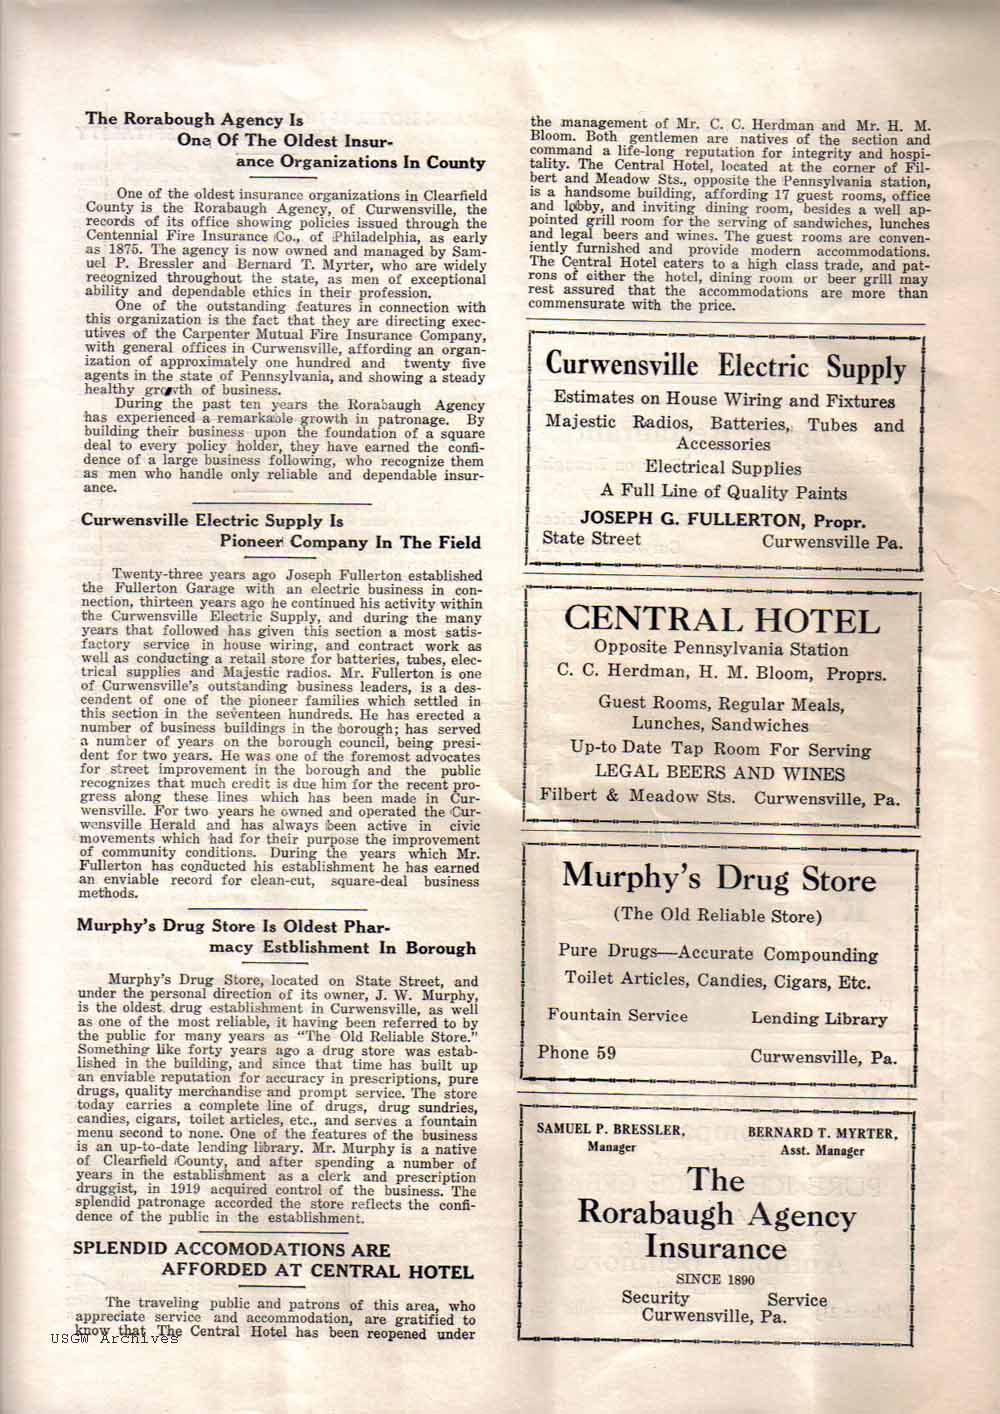 The Rorabough Agency Is
One Of The Oldest Insur-
ance Organizations In County
One of the oldest insurance organizations in Clearfield
County is the Rorabaugh Agency, of Curwensville, the
records of its office showing policies issued through the
Centennial Fire Insurance Co., of Philadelphia, as early
as 1875. The agency is now owned and managed by Sam-
uel P. Bressler and Bernard T. Myrter, who are widely
recognized throughout the state, as men of exceptional
ability and dependable ethics in their profession.
One of the outstanding features in connection with
this organization is the fact that they are directing exec-
utives of the Carpenter Mutual Fire Insurance Company,
with general offices in Curwensville, affording an organ-
ization of approximately one hundred and twenty five
agents in the state of Pennsylvania, and showing a steady
healthy growth of business.
During the past ten years the Rorabaugh Agency
has experienced a remarkable growth in patronage. By
building their business upon the foundation of a square
deal to every policy holder, they have earned the confi-
dence of a large business following, who recognize them
as men who handle only reliable and dependable insur-
ance.
Curwensville Electric Supply Is
Pioneer Company In The Field
Twenty-three years ago Joseph Fullerton established
the Fullerton Garage with an electric business in con-
nection, thirteen years ago he continued his activity within
the Curwensville Electric Supply, and during the many
years that followed has given this section a most satis-
factory service in house wiring, and contract work as
well as conducting a retail store for batteries, tubes, elec-
trical supplies and Majestic radios. Mr. Fullerton is one
of Curwensville's outstanding business leaders, is a des-
cendent of one of the pioneer families which settled in
this section in the seventeen hundreds. He has erected a
number of business buildings in the borough; has served
a number of years on the borough council, being presi-
dent for two years. He was one of the foremost advocates
for street improvement in the borough and the public
recognizes that much credit is due him for the recent pro-
gress along these lines which has been made in Cur-
wensville. For two years he owned and operated the Cur-
wensville Herald and has always been active in civic
movements which had for their purpose the improvement
of community conditions. During the years which Mr.
Fullerton has conducted his establishment he has earned
an enviable record for clean-cut, square-deal business
methods.
Murphy's Drug Store Is Oldest Phar-
macy Estblishment In Borough
Murphy's Drug Store, located on State Street, and
under the personal direction of its owner, J. W. Murphy,
is the oldest drug establishment in Curwensville, as well
as one of the most reliable, it having been referred to by
the public for many years as "The Old Reliable Store."
Something like forty years ago a drug store was estab-
lished in the building, and since that time has built up
an enviable reputation for accuracy in prescriptions, pure
drugs, quality merchandise and prompt service. The store
today carries a complete line of drugs, drug sundries,
candies, cigars, toilet articles, etc., and serves a fountain
menu second to none. One of the features of the business
is an up-to-date lending library. Mr. Murphy is a native
of Clearfield County, and after spending a number of
years in the establishment as a clerk and prescription
druggist, in 1919 acquired control of the business. The
splendid patronage accorded the store reflects the confi-
dence of the public in the establishment.
SPLENDID ACCOMODATIONS ARE
AFFORDED AT CENTRAL HOTEL
The traveling public and patrons of this area, who
appreciate service and accommodation, are gratified to
know that The Central Hotel has been reopened under
USGW Archives
the management of Mr. C. C. Herdman and Mr. H. M.
Bloom. Both gentlemen are natives of the section and
command a life-long reputation for integrity and hospi-
tality. The Central Hotel, located at the corner of Fil-
bert and Meadow Sts., opposite the Pennsylvania station,
is a handsome building, affording 17 guest rooms, office
and lobby, and inviting dining room, besides a well ap-
pointed grill room for the serving of sandwiches, lunches
and legal beers and wines. The guest rooms are conven-
iently furnished and provide modern accommodations.
The Central Hotel caters to a high class trade, and pat-
rons of either the hotel, dining room or beer grill may
rest assured that the accommodations are more than
commensurate with the price.
Curwensville Electric Supply
Estimates on House Wiring and Fixtures
Majestic Radios, Batteries, Tubes and
Accessories
Electrical Supplies
A Full Line of Quality Paints
JOSEPH G. FULLERTON, Propr.
State Street Curwensville Pa.
CENTRAL HOTEL
Opposite Pennsylvania Station
C. C. Herdman, H. M. Bloom, Proprs.
Guest Rooms, Regular Meals,
Lunches, Sandwiches
Up-to Date Tap Room For Serving
LEGAL BEERS AND WINES
Filbert & Meadow Sts. Curwensville, Pa.
Murphy's Drug Store
(The Old Reliable Store)
Pure Drugs—Accurate Compounding
Toilet Articles, Candies, Cigars, Etc.
Fountain Service Lending Library
Phone 59 Curwensville, Pa.
SAMUEL P. BRESSLER, BERNARD T. MYRTER,
Manager Asst. Manager
The
Rorabaugh Agency
Insurance
SINCE 1890
Security Service
Curwensville, Pa.